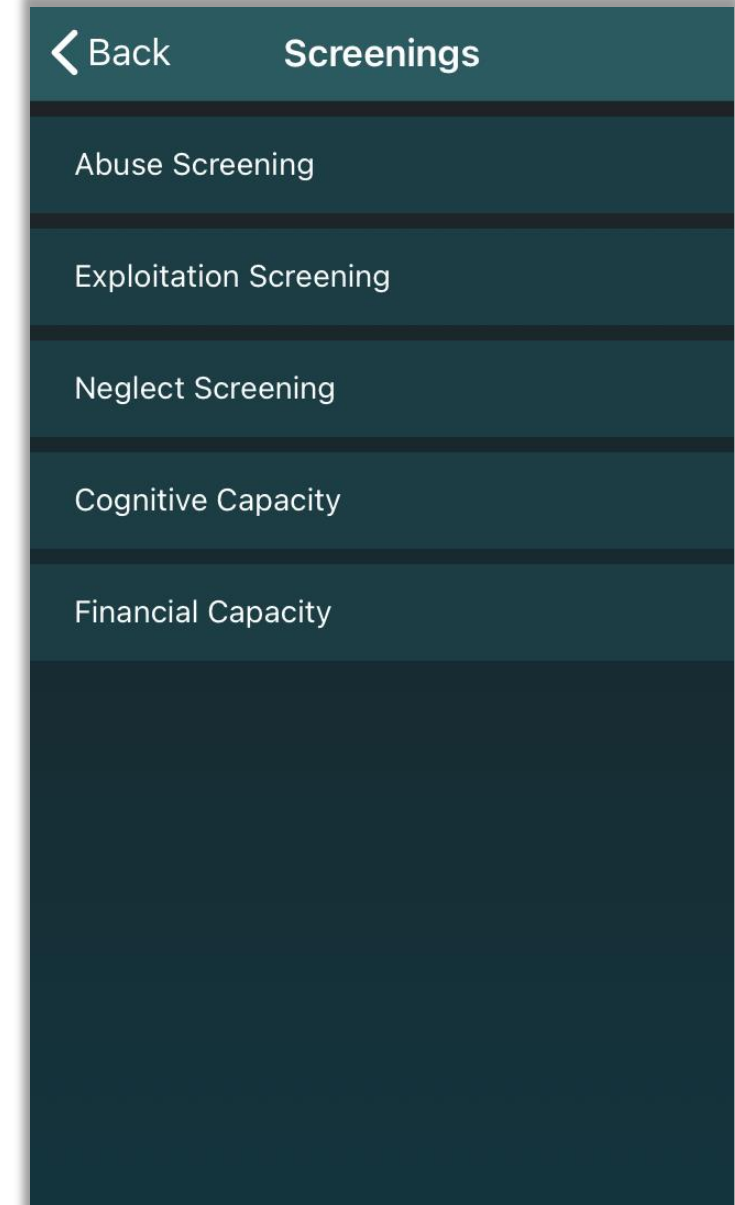 Back Screenings
Abuse Screening
Exploitation Screening
Neglect Screening
Cognitive Capacity
Financial Capacity